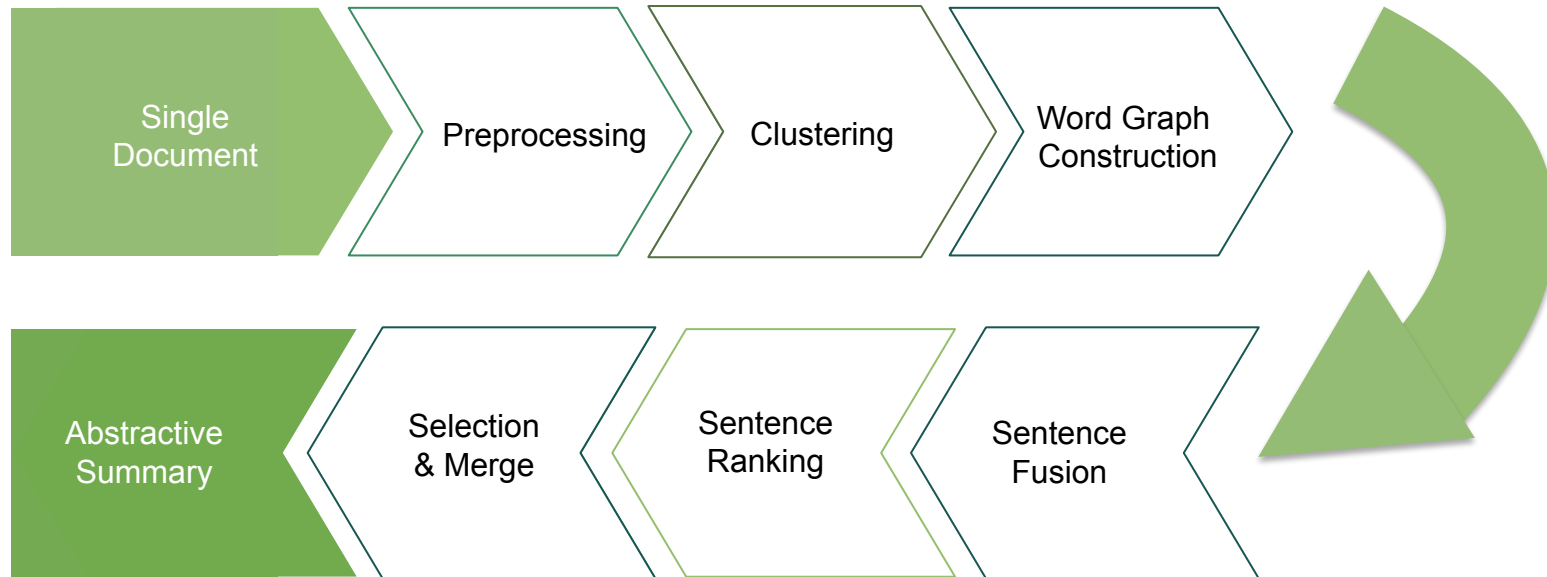 Single
Document
Preprocessing
Clustering
Word Graph
Construction
Sentence
Fusion
Sentence
Ranking
Selection
& Merge
Abstractive
Summary